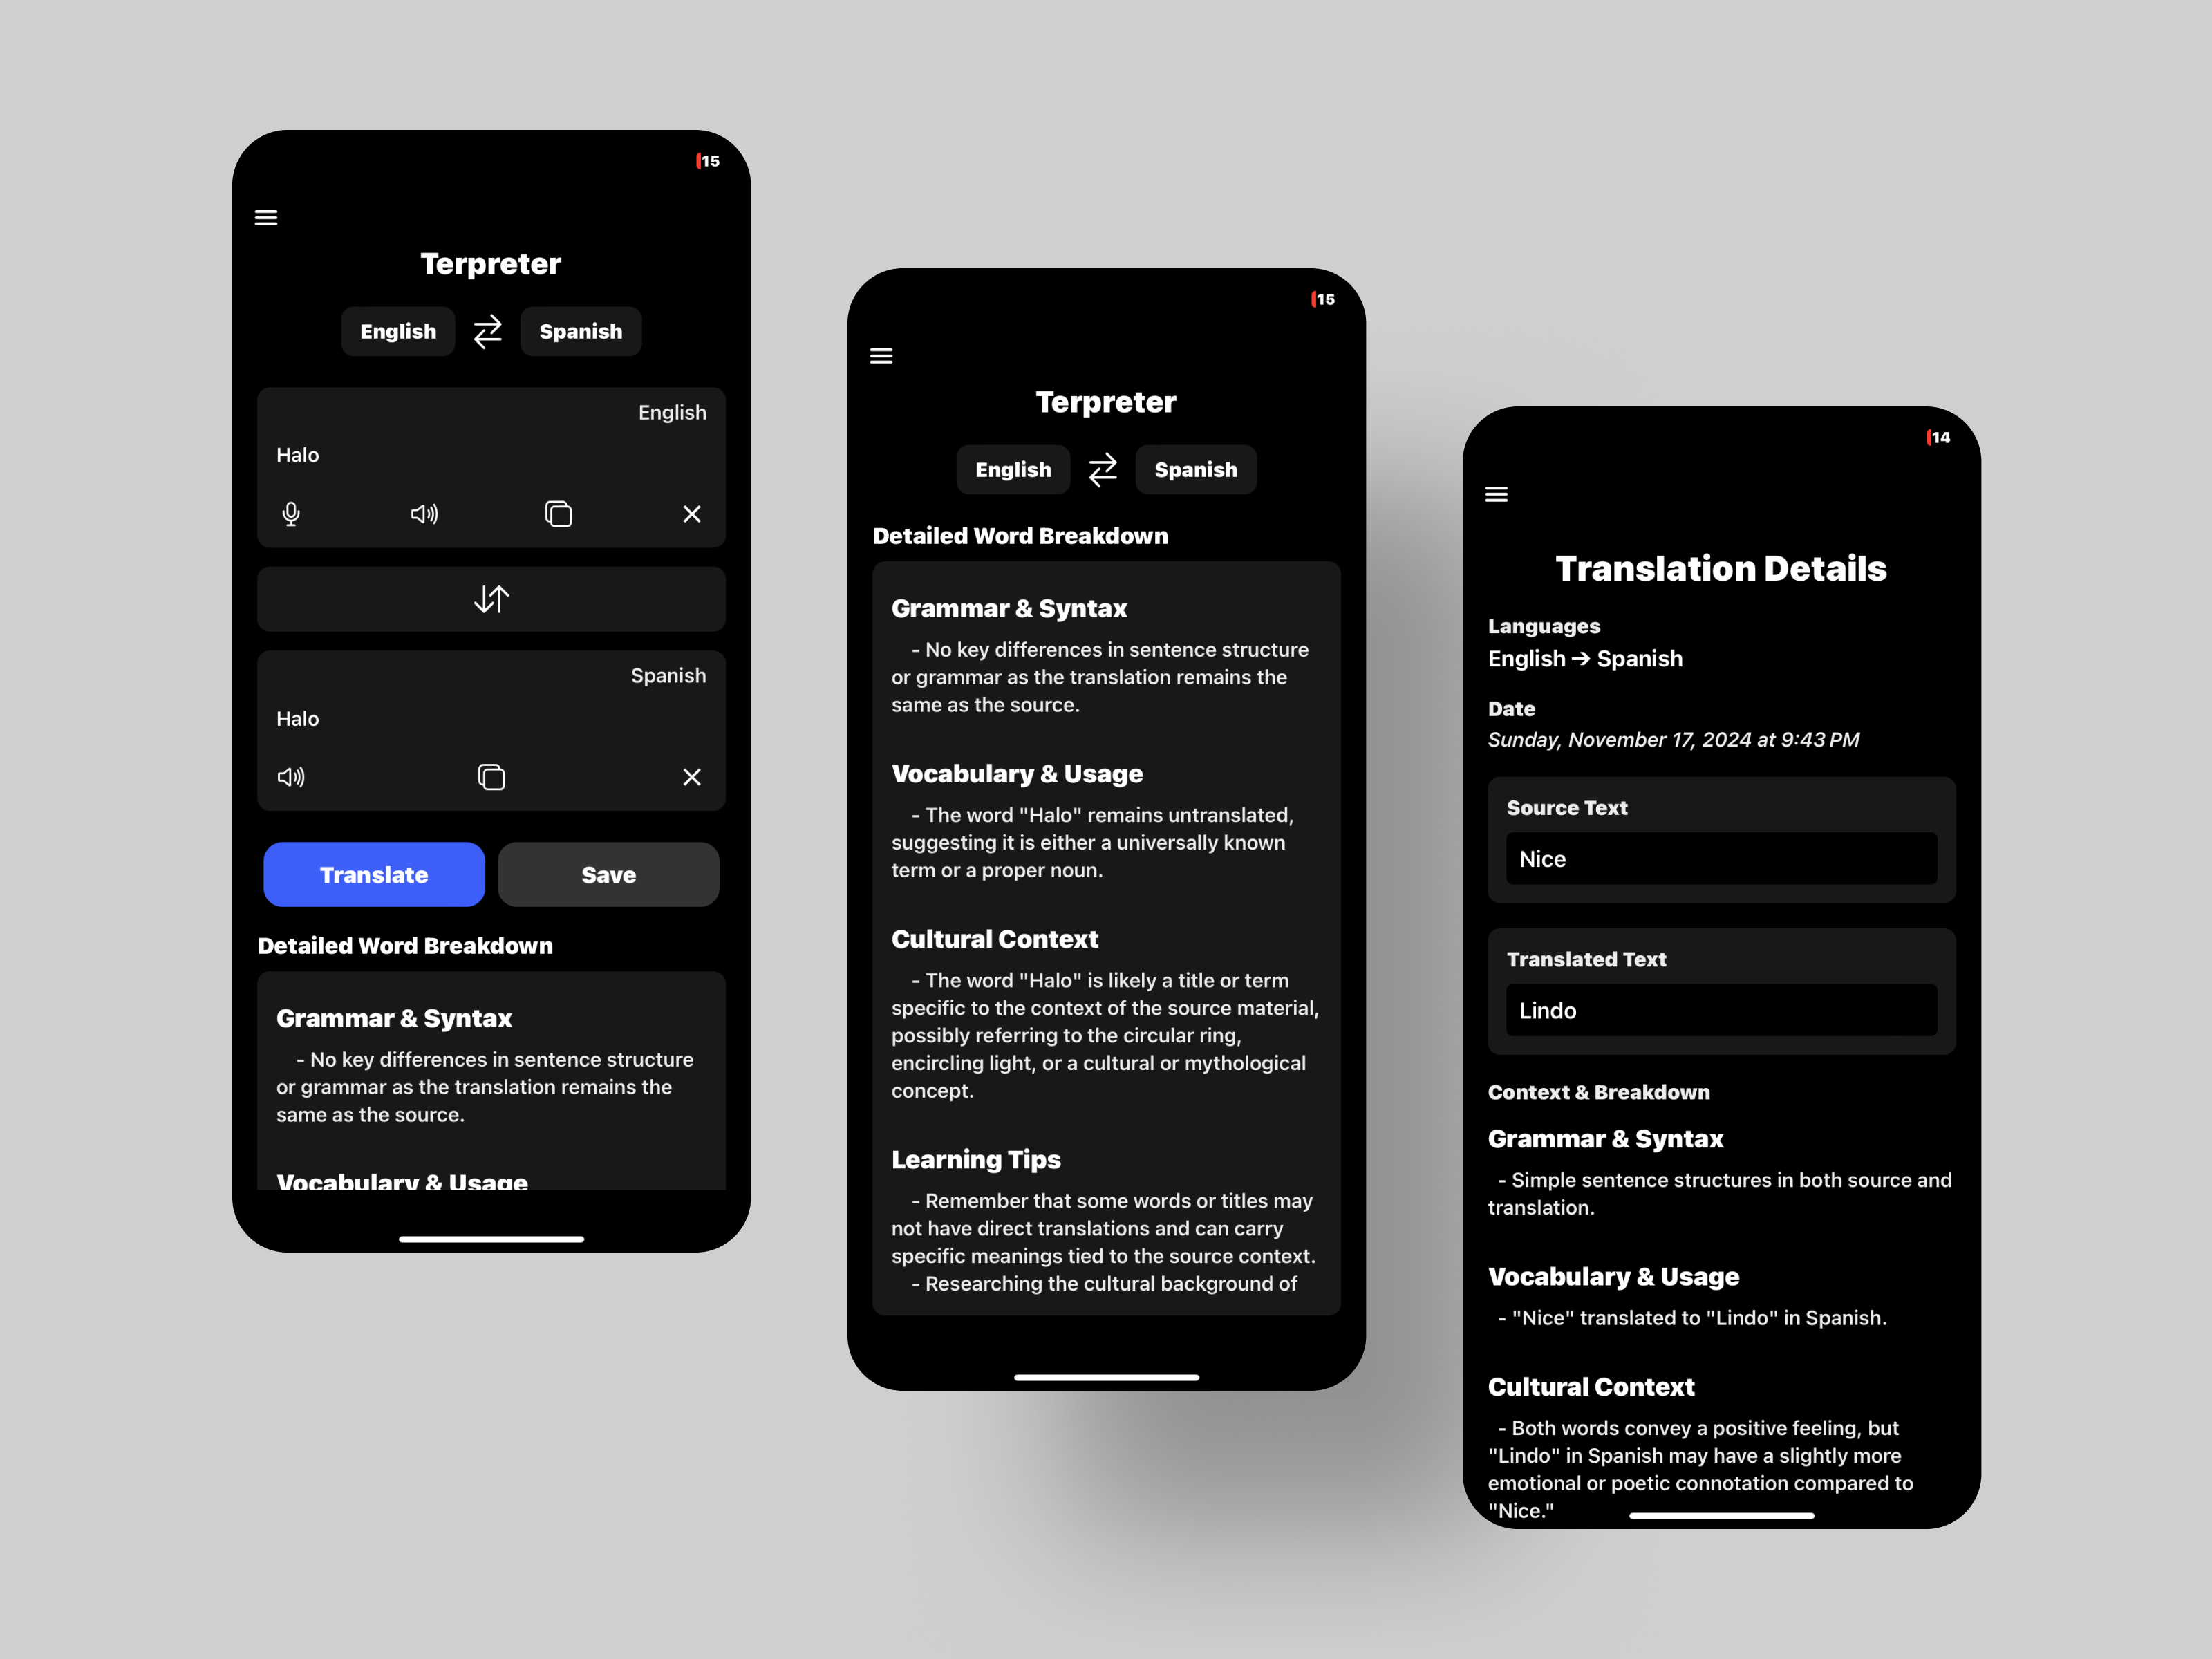 15
Terpreter
English Spanish
English
Halo
Spanish
Halo
Translate Save
Detailed Word Breakdown
Grammar & Syntax
- No key differences in sentence structure
or grammar as the translation remains the
same as the source.
Vocabulary & Usage
15
Terpreter
English Spanish
Detailed Word Breakdown
Grammar & Syntax
- No key differences in sentence structure
or grammar as the translation remains the
same as the source.
Vocabulary & Usage
- The word "Halo" remains untranslated,
suggesting it is either a universally known
term or a proper noun.
Cultural Context
- The word "Halo" is likely a title or term
specific to the context of the source material,
possibly referring to the circular ring,
encircling light, or a cultural or mythological
concept.
Learning Tips
- Remember that some words or titles may
not have direct translations and can carry
specific meanings tied to the source context.
- Researching the cultural background of
14
Translation Details
Languages
English → Spanish
Date
Sunday, November 17, 2024 at 9:43 PM
Source Text
Nice
Translated Text
Lindo
Context & Breakdown
Grammar & Syntax
- Simple sentence structures in both source and
translation.
Vocabulary & Usage
- "Nice" translated to "Lindo" in Spanish.
Cultural Context
- Both words convey a positive feeling, but
"Lindo" in Spanish may have a slightly more
emotional or poetic connotation compared to
"Nice."